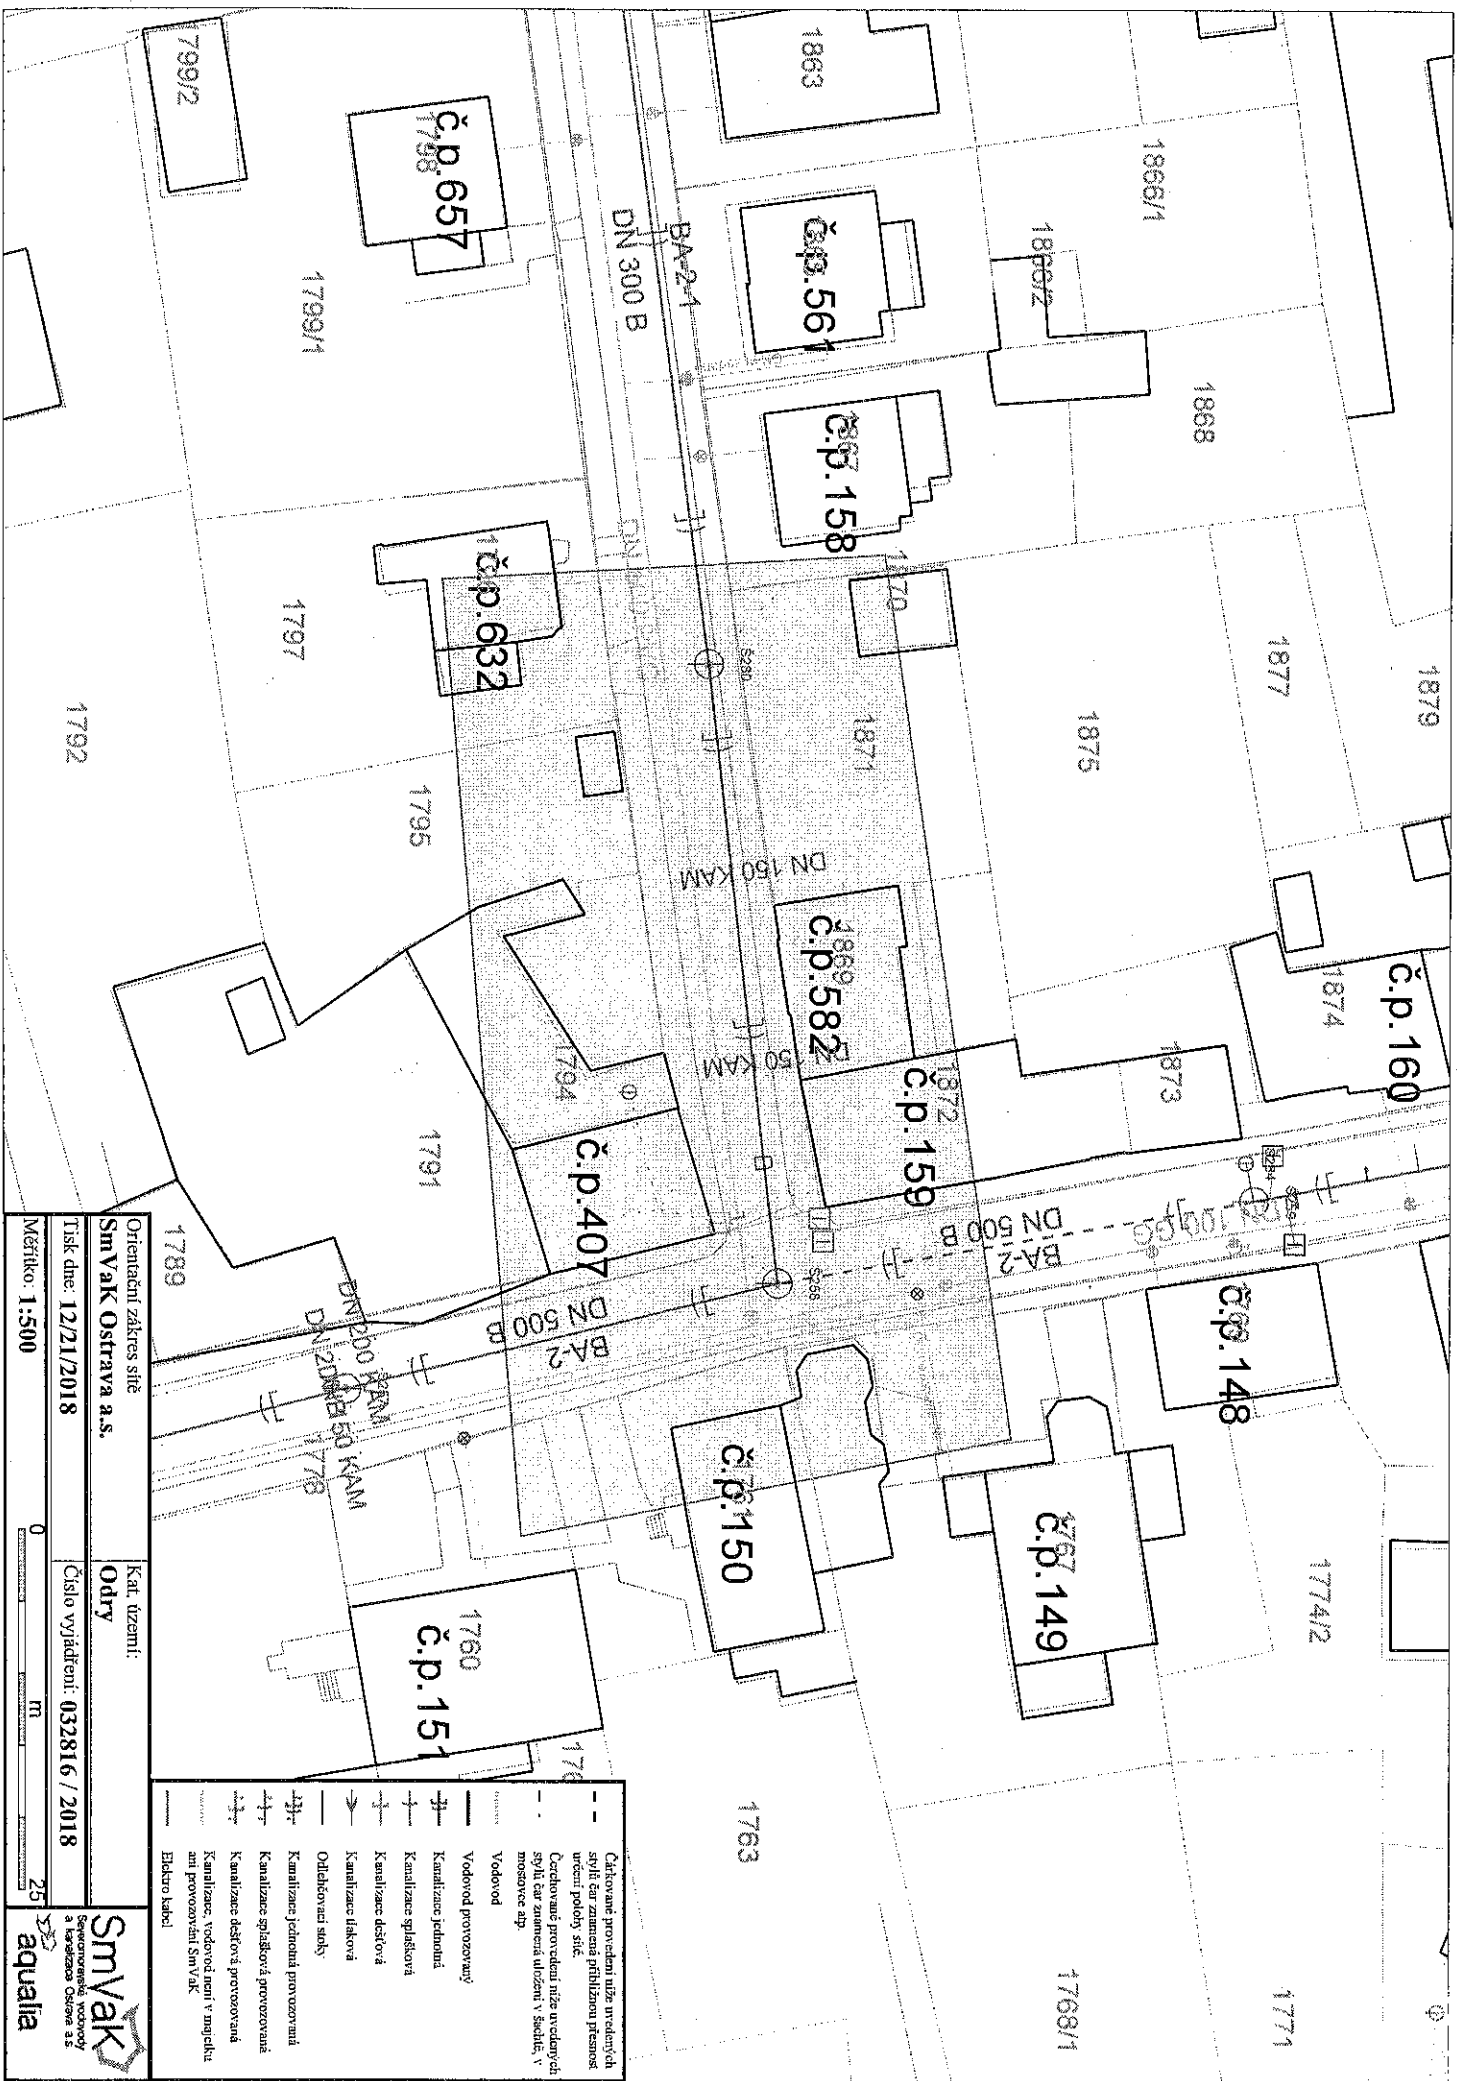 799/2
1798
č.p.657
1799/1
1863
1866/1
1866/2
č.p.561
DN 300 B
BA-2-1
1868
1867
č.p.158
1870
č.p.632
1797
1792
1795
Š280
1871
1875
1877
1879
DN 150 KAM
1869
č.p.582
150 KAM
1794
č.p.407
1872
č.p.159
1873
1874
č.p.160
1791
1789
DN 500 B
BA-2
DN 500 B
BA-2
DN 200 KAM
1778
č.p.148
1761
č.p.150
1767
č.p.149
1774/2
1760
č.p.151
1763
1768/1
1771
Čárkované provedení níže uvedených
stylů čar znamená přibližnou přesnost
určení polohy sítě.
Čerchované provedení níže uvedených
stylů čar znamená uložení v šachtě, v
mostovce atp.
Vodovod
Vodovod provozovaný
Kanalizace jednotná
Kanalizace splašková
Kanalizace dešťová
Kanalizace tlaková
Odlehčovací stoky
Kanalizace jednotná provozovaná
Kanalizace splašková provozovaná
Kanalizace dešťová provozovaná
Kanalizace, vodovod není v majetku
ani provozování SmVaK
Elektro kabel
Orientační zákres sítě
SmVaK Ostrava a.s.
Kat. území:
Odry
Tisk dne: 12/21/2018
Číslo vyjádření: 032816 / 2018
Měřítko: 1:500
0
m
25
SmVaK
Severomoravské vodovody
a kanalizace Ostrava a.s.
aqualia